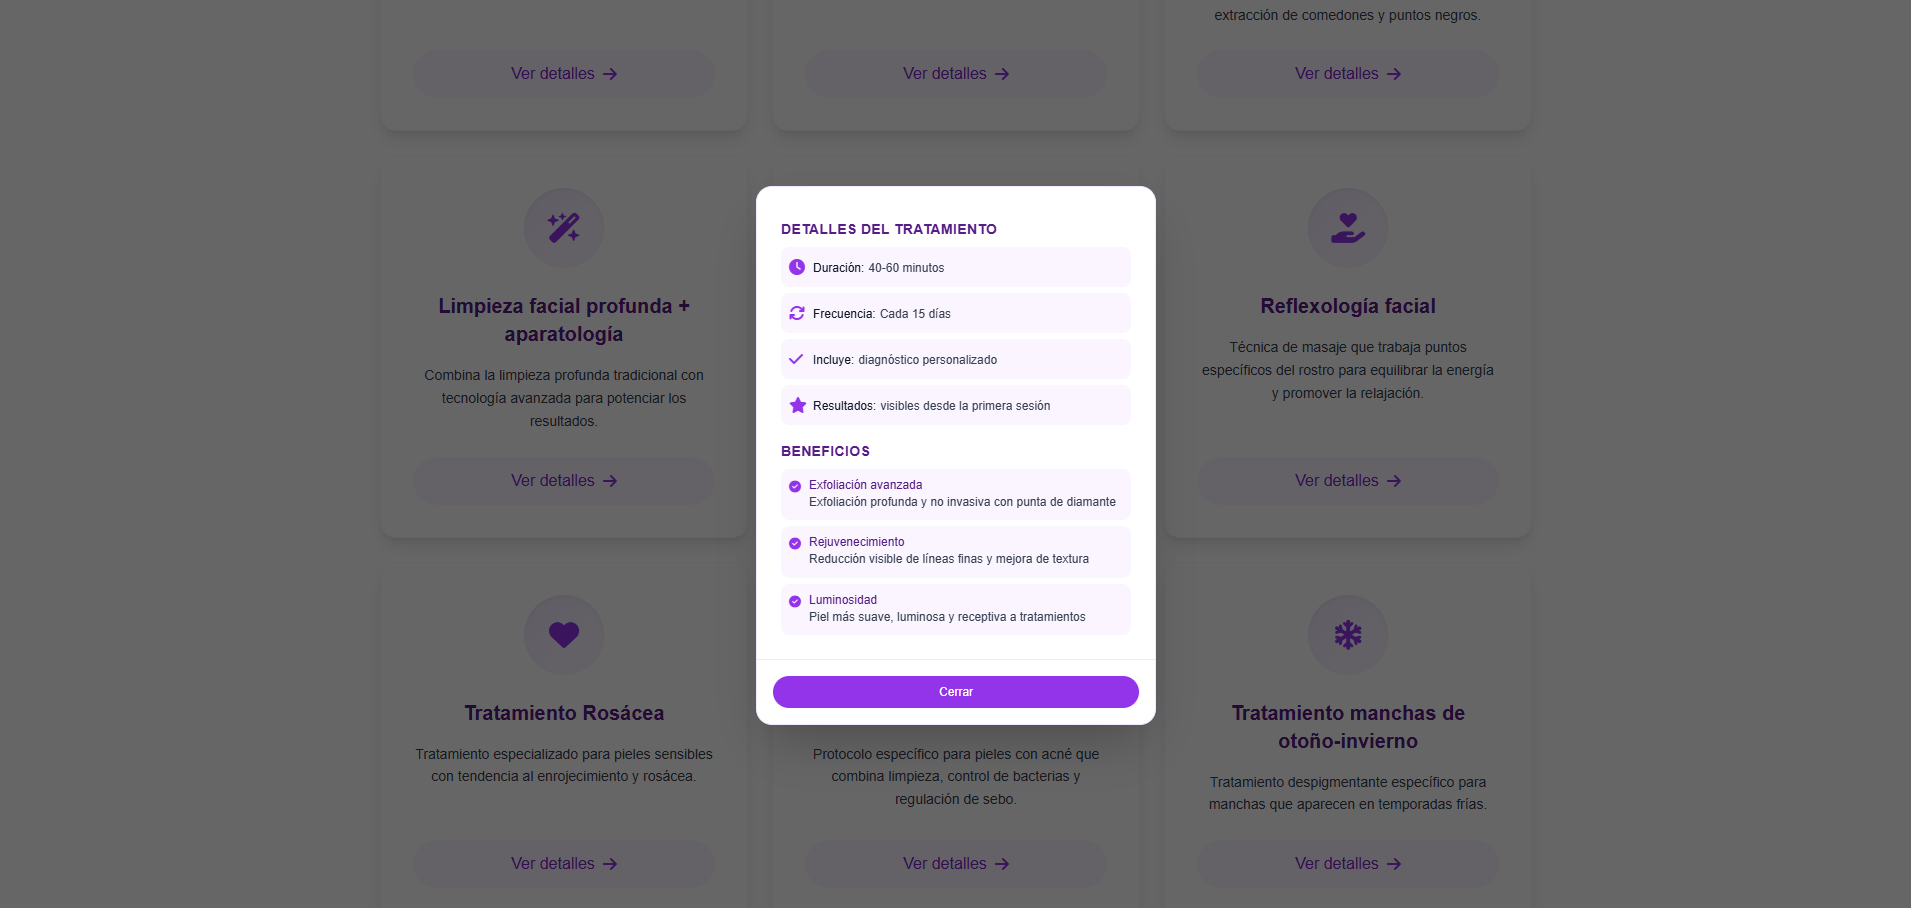 extracción de comedones y puntos negros.
Ver detalles
Ver detalles
Ver detalles
Limpieza facial profunda +
aparatología
Combina la limpieza profunda tradicional con
tecnología avanzada para potenciar los
resultados.
Ver detalles
DETALLES DEL TRATAMIENTO
Duración: 40-60 minutos
Frecuencia: Cada 15 días
Incluye: diagnóstico personalizado
Resultados: visibles desde la primera sesión
BENEFICIOS
Exfoliación avanzada
Exfoliación profunda y no invasiva con punta de diamante
Rejuvenecimiento
Reducción visible de líneas finas y mejora de textura
Luminosidad
Piel más suave, luminosa y receptiva a tratamientos
Cerrar
Reflexología facial
Técnica de masaje que trabaja puntos
específicos del rostro para equilibrar la energía
y promover la relajación.
Ver detalles
Tratamiento Rosácea
Tratamiento especializado para pieles sensibles
con tendencia al enrojecimiento y rosácea.
Ver detalles
Protocolo específico para pieles con acné que
combina limpieza, control de bacterias y
regulación de sebo.
Ver detalles
Tratamiento manchas de
otoño-invierno
Tratamiento despigmentante específico para
manchas que aparecen en temporadas frías.
Ver detalles